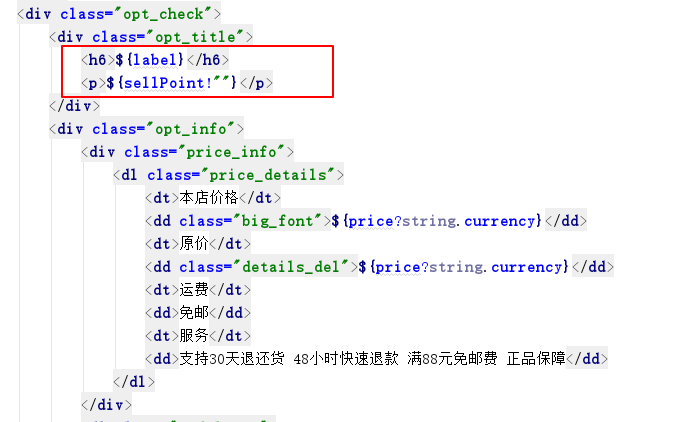 <div class="opt_check">
<div class="opt_title">
<h6>${label}</h6>
<p>${sellPoint!""}</p>
</div>
<div class="opt_info">
<div class="price_info">
<dl class="price_details">
<dt>本店价格</dt>
<dd class="big_font">${price?string.currency}</dd>
<dt>原价</dt>
<dd class="details_del">${price?string.currency}</dd>
<dt>运费</dt>
<dd>免邮</dd>
<dt>服务</dt>
<dd>支持30天退还货 48小时快速退款 满88元免邮费 正品保障</dd>
</dl>
</div>